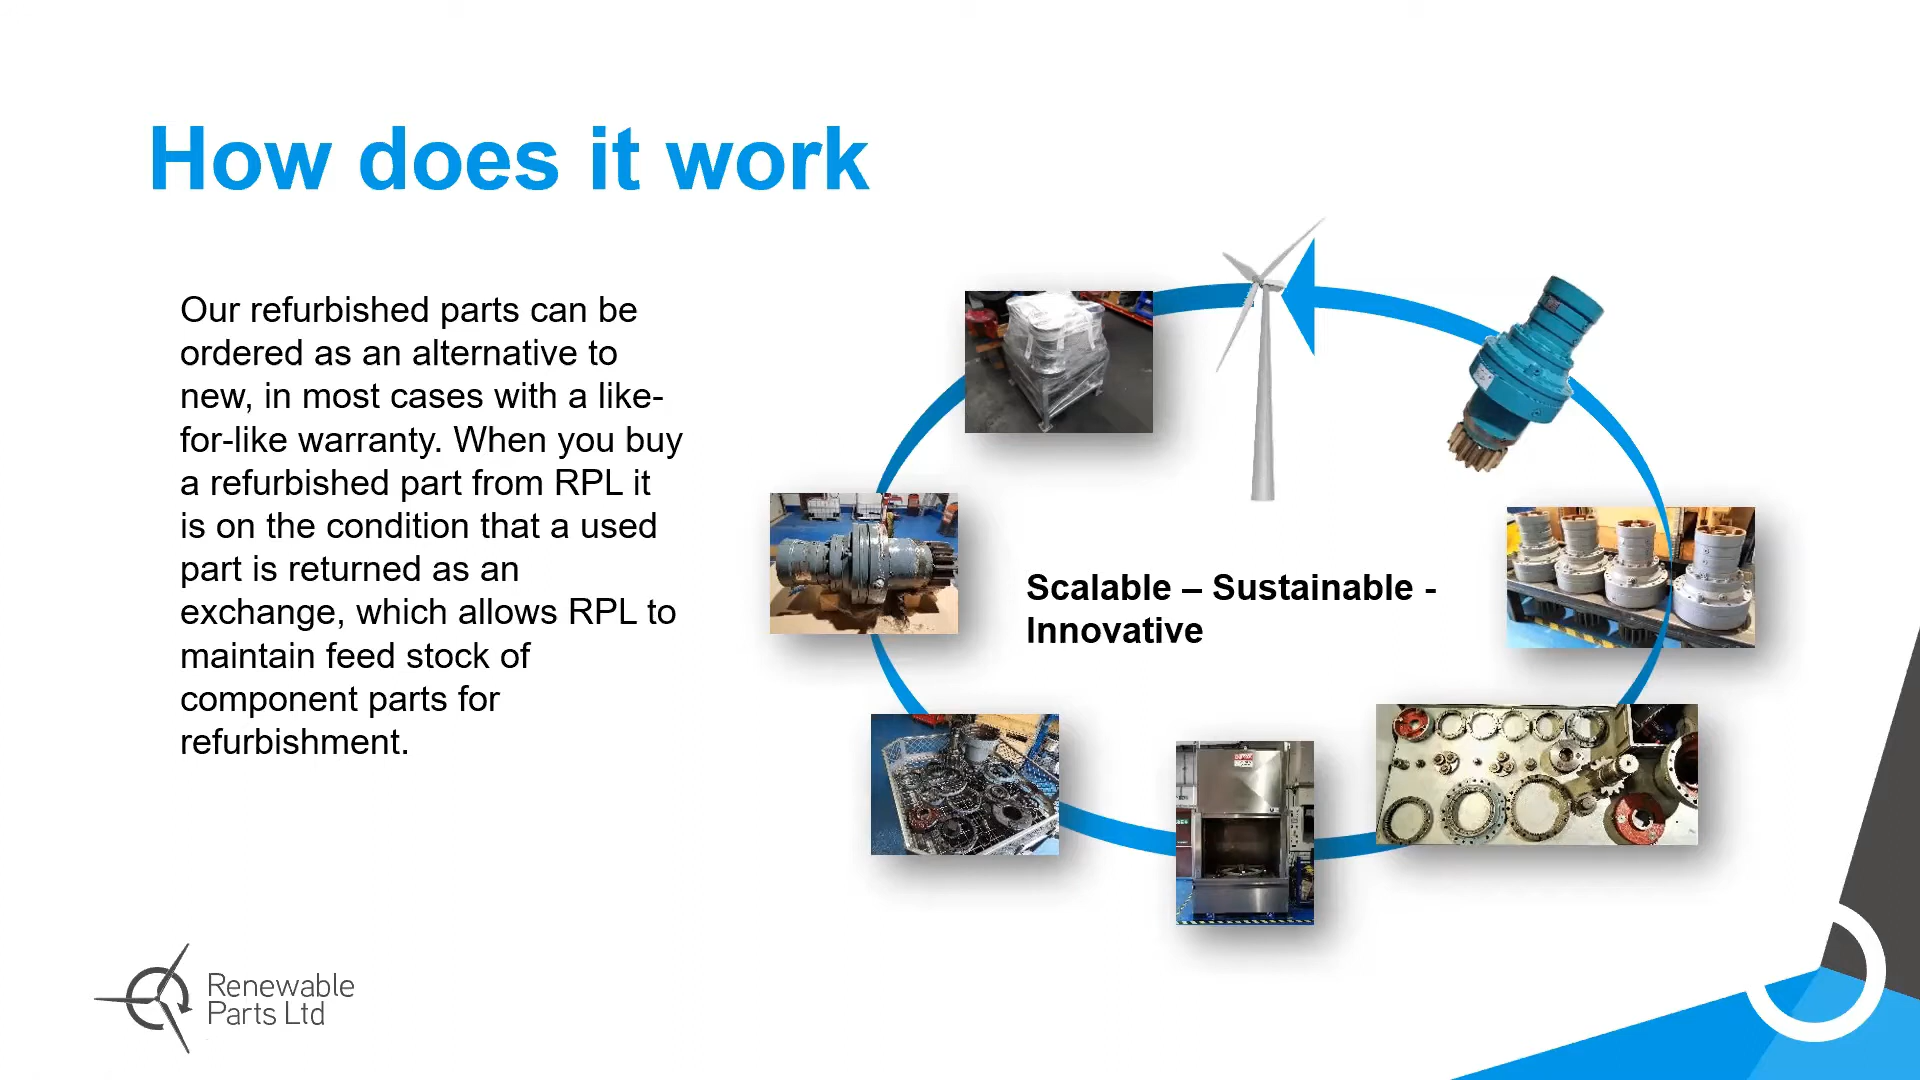 How does it work
Our refurbished parts can be
ordered as an alternative to
new, in most cases with a like-
for-like warranty. When you buy
a refurbished part from RPL it
is on the condition that a used
part is returned as an
exchange, which allows RPL to
maintain feed stock of
component parts for
refurbishment.
Scalable – Sustainable -
Innovative
Renewable
Parts Ltd